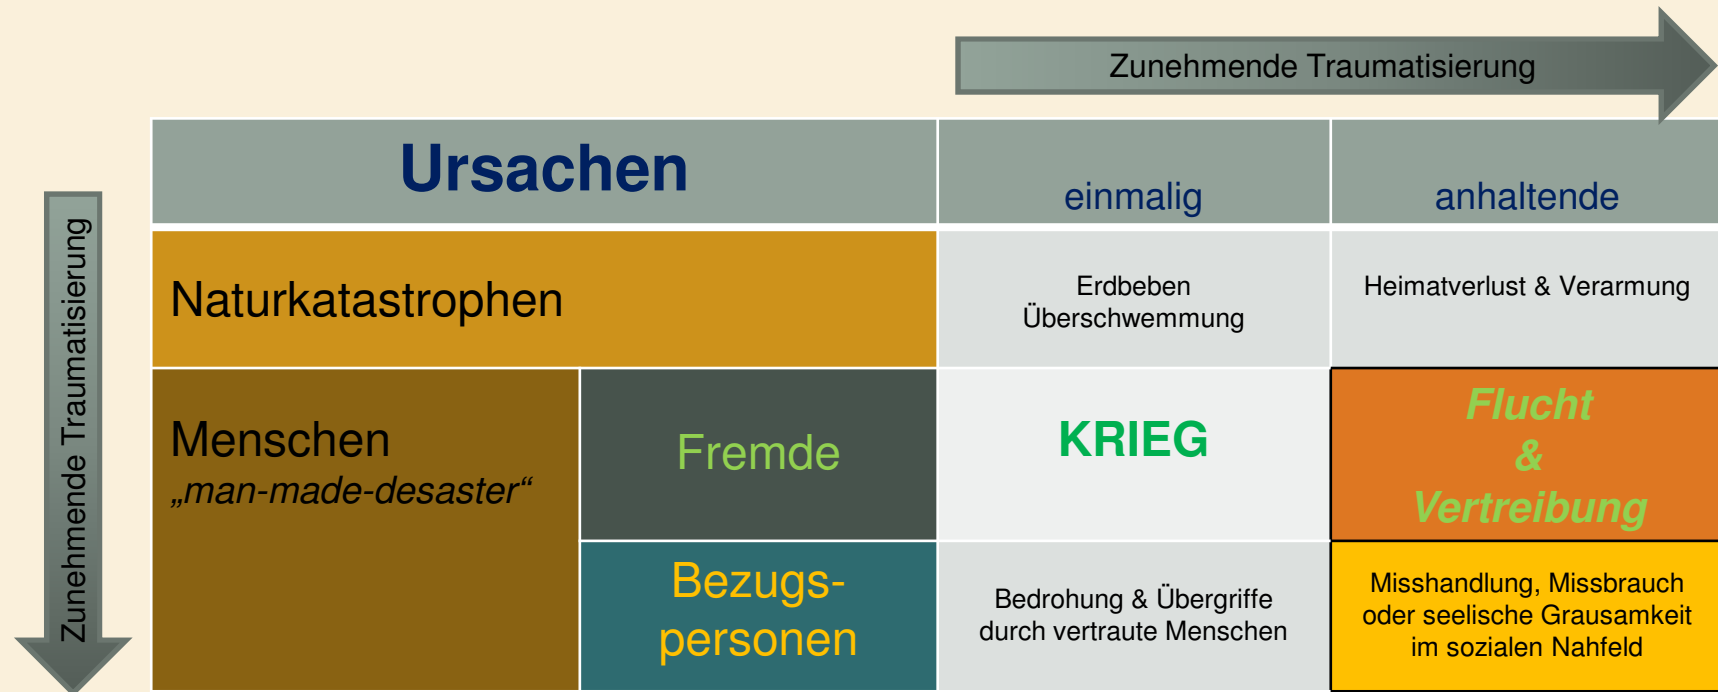 Zunehmende Traumatisierung
Ursachen
einmalig
anhaltende
Zunehmende Traumatisierung
Naturkatastrophen
Erdbeben
Überschwemmung
Heimatverlust & Verarmung
Menschen
„man-made-desaster“
Fremde
KRIEG
Flucht
&
Vertreibung
Bezugs-
personen
Bedrohung & Übergriffe
durch vertraute Menschen
Misshandlung, Missbrauch
oder seelische Grausamkeit
im sozialen Nahfeld